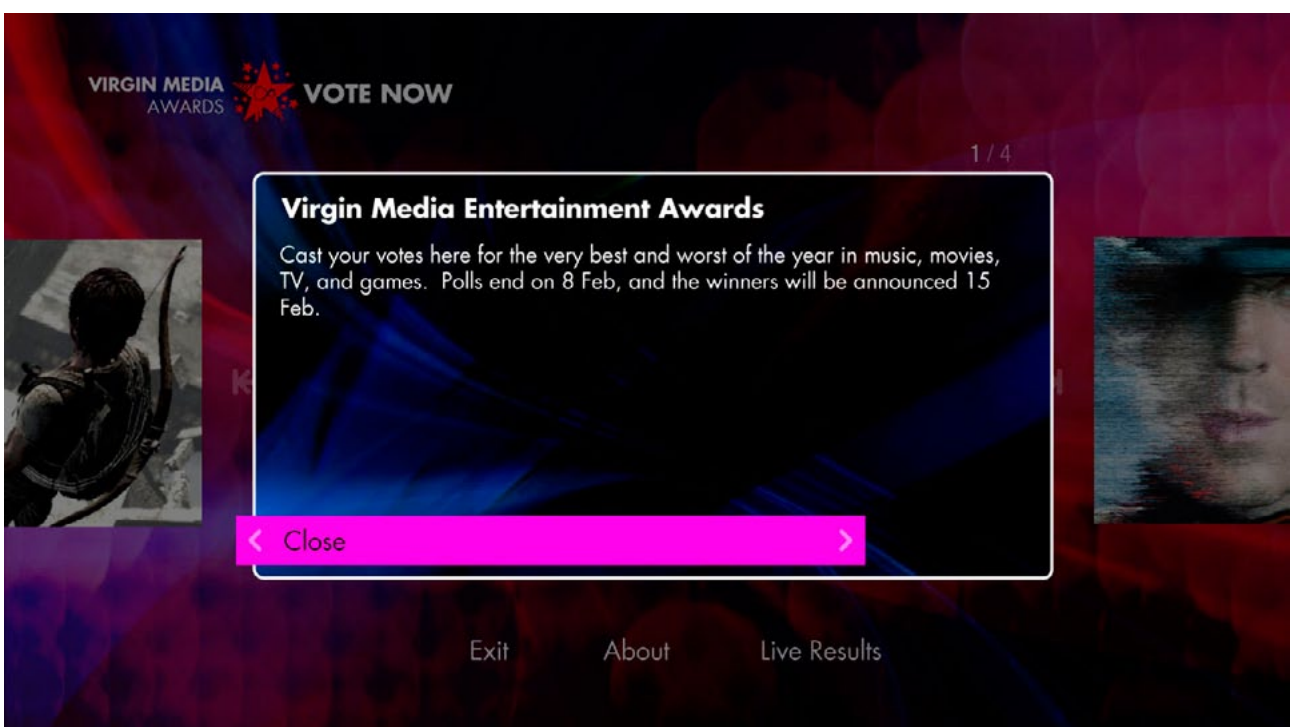 VIRGIN MEDIA
AWARDS
VOTE NOW
1 / 4
Virgin Media Entertainment Awards
Cast your votes here for the very best and worst of the year in music, movies,
TV, and games.  Polls end on 8 Feb, and the winners will be announced 15
Feb.
Close
Exit About Live Results